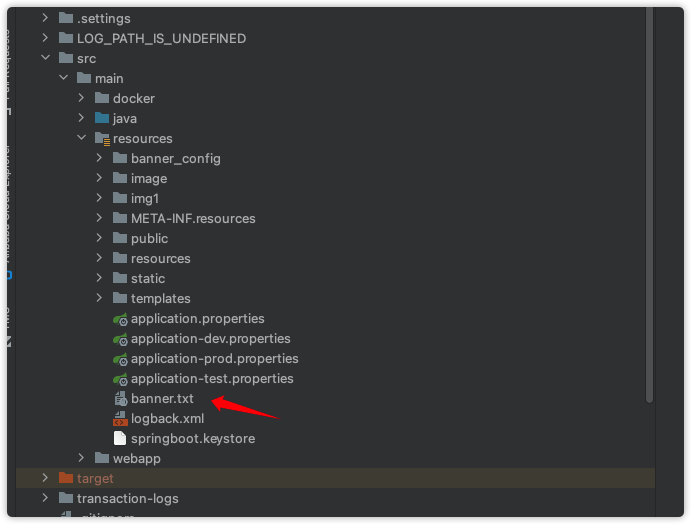 .settings
LOG_PATH_IS_UNDEFINED
src
main
docker
java
resources
banner_config
image
img1
META-INF.resources
public
resources
static
templates
application.properties
application-dev.properties
application-prod.properties
application-test.properties
banner.txt
logback.xml
springboot.keystore
webapp
target
transaction-logs